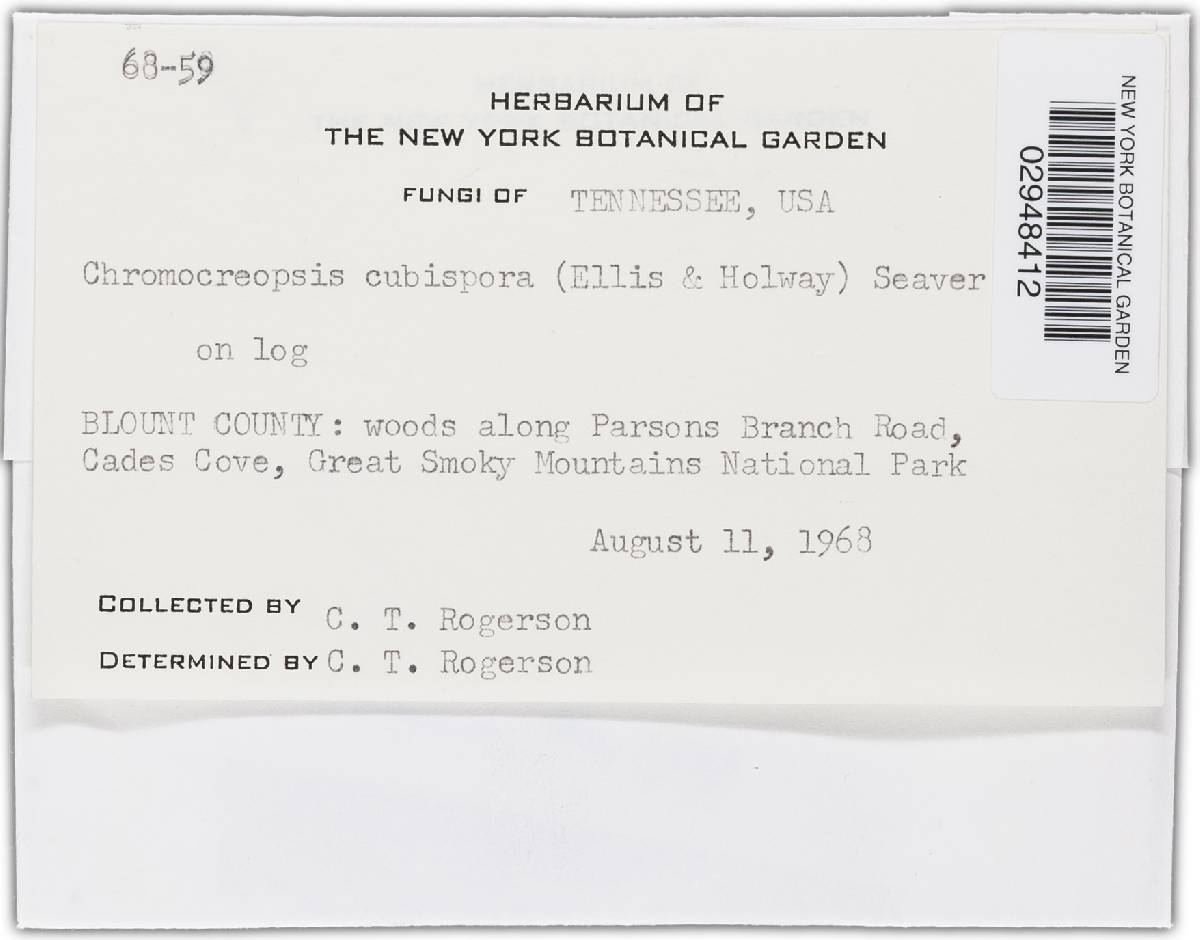 68-59
HERBARIUM OF
THE NEW YORK BOTANICAL GARDEN
FUNGI OF TENNESSEE, USA
Chromocreopsis cubispora (Ellis & Holway) Seaver
on log
BLOUNT COUNTY: woods along Parsons Branch Road,
Cades Cove, Great Smoky Mountains National Park
August 11, 1968
COLLECTED BY C. T. Rogerson
DETERMINED BY C. T. Rogerson
NEW YORK BOTANICAL GARDEN
02948412